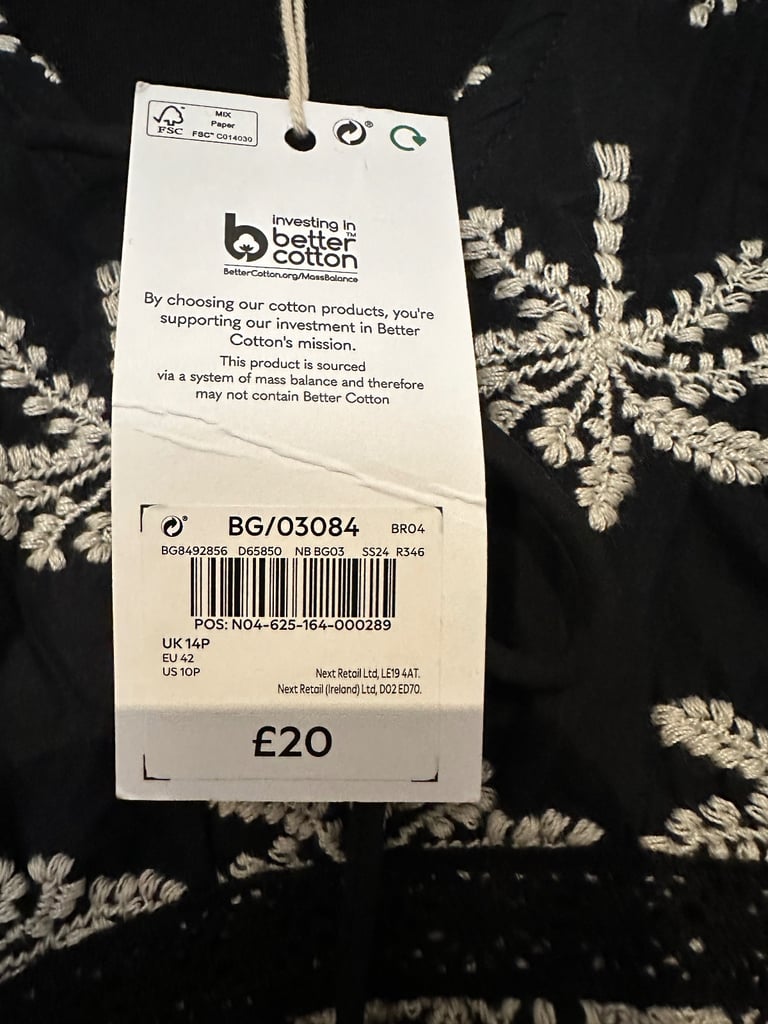 MIX
Paper
FSC™ C014030
FSC
®
investing in
better™
cotton
BetterCotton.org/MassBalance
By choosing our cotton products, you're
supporting our investment in Better
Cotton's mission.
This product is sourced
via a system of mass balance and therefore
may not contain Better Cotton
® BG/03084 BR04
BG8492856 D65850 NB BG03 SS24 R346
POS: N04-625-164-000289
UK 14P
EU 42
US 10P
Next Retail Ltd, LE19 4AT.
Next Retail (Ireland) Ltd, D02 ED70.
£20